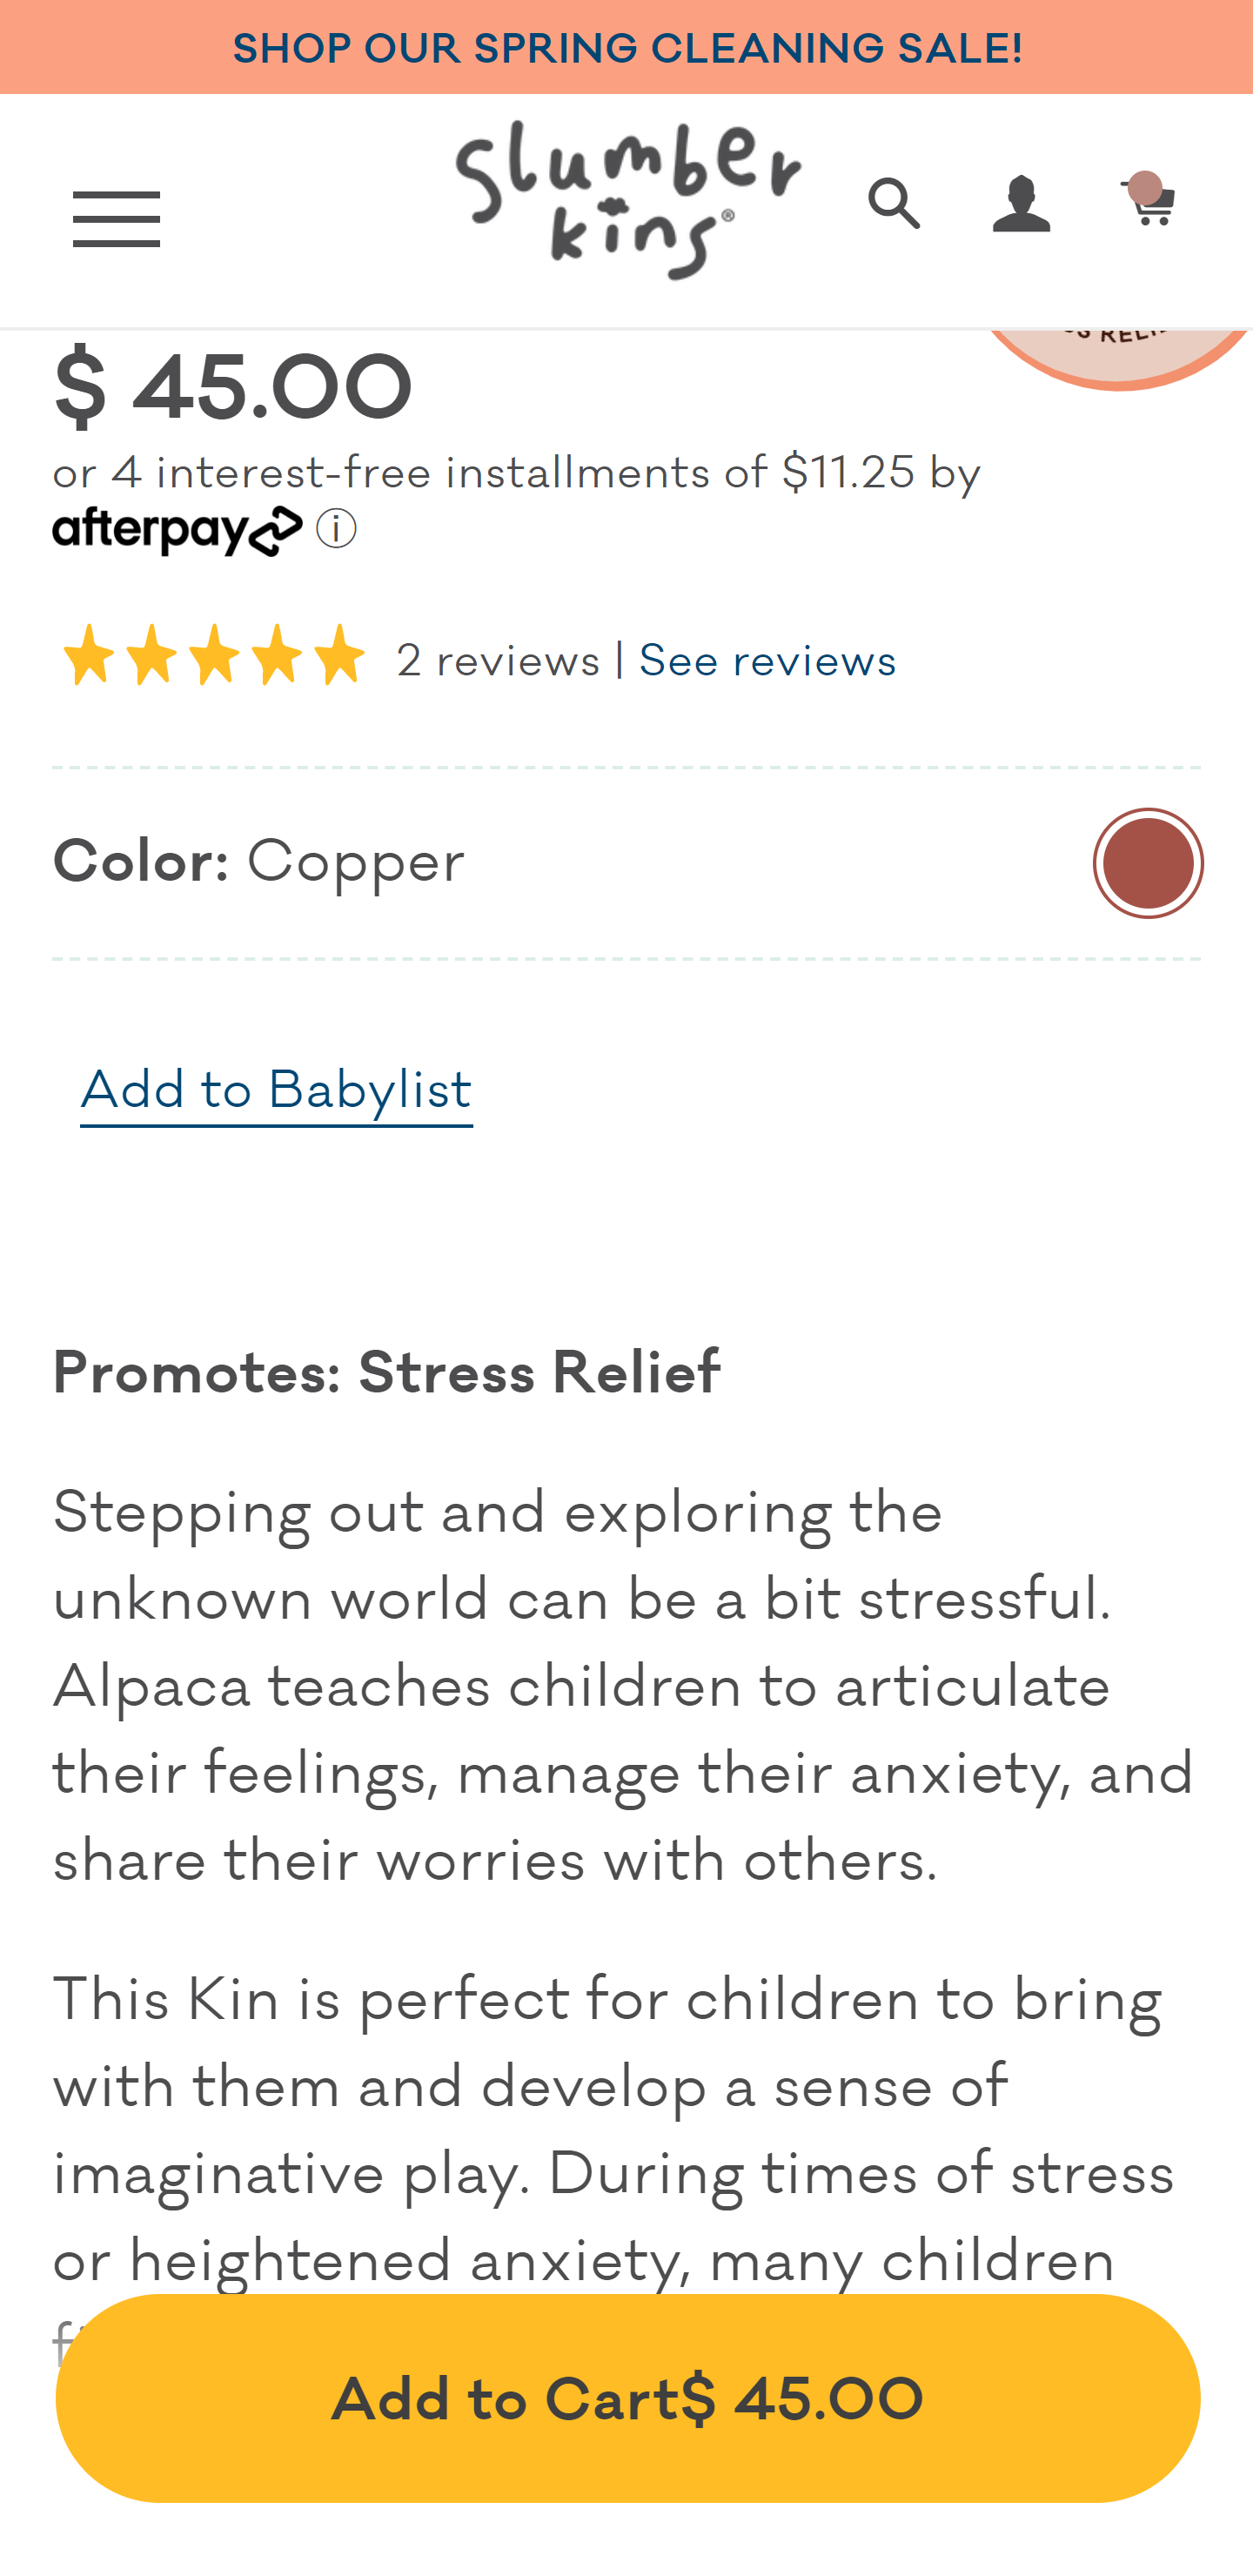 SHOP OUR SPRING CLEANING SALE!
slumber
kins®
RELI
$ 45.00
or 4 interest-free installments of $11.25 by
afterpay
2 reviews | See reviews
Color: Copper
Add to Babylist
Promotes: Stress Relief
Stepping out and exploring the
unknown world can be a bit stressful.
Alpaca teaches children to articulate
their feelings, manage their anxiety, and
share their worries with others.
This Kin is perfect for children to bring
with them and develop a sense of
imaginative play. During times of stress
or heightened anxiety, many children
Add to Cart$ 45.00